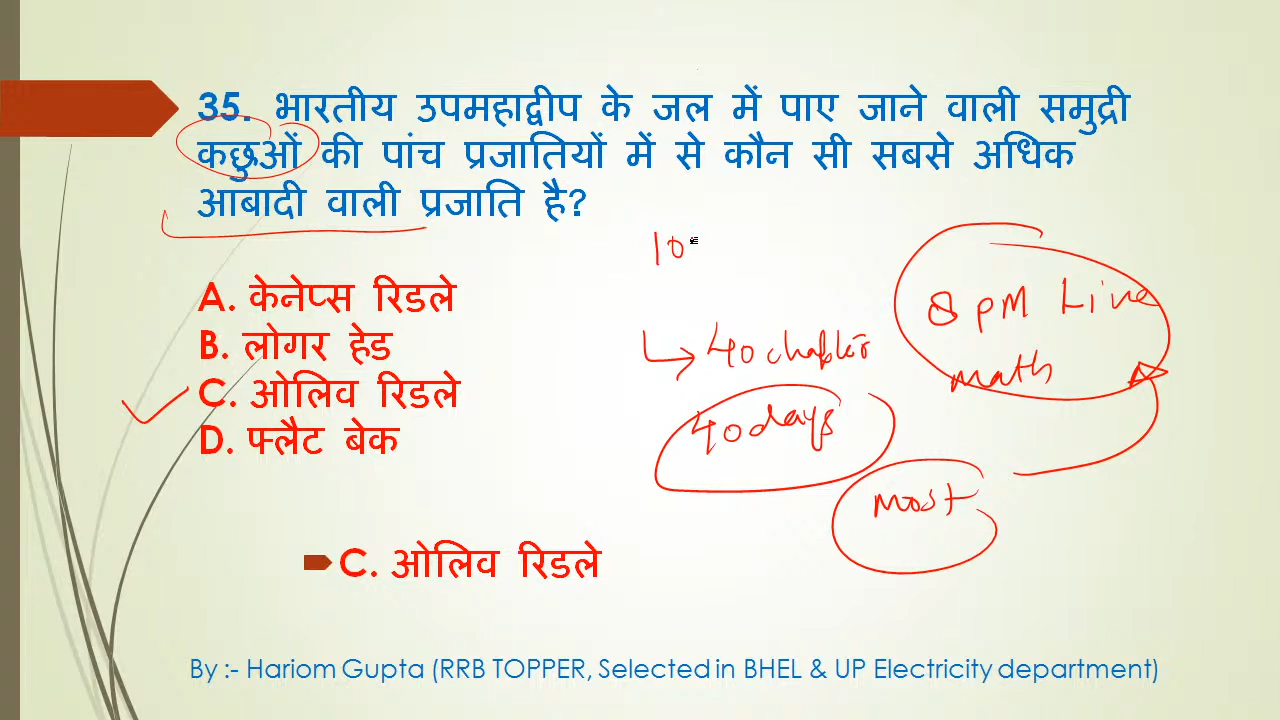 35. भारतीय उपमहाद्वीप के जल में पाए जाने वाली समुद्री
कछुओं की पांच प्रजातियों में से कौन सी सबसे अधिक
आबादी वाली प्रजाति है?
10
8 PM Live
math
A. केनेप्स रिडले
B. लोगर हेड
40 chapter
C. ओलिव रिडले
40 days
D. फ्लैट बेक
most
C. ओलिव रिडले
By :- Hariom Gupta (RRB TOPPER, Selected in BHEL & UP Electricity department)